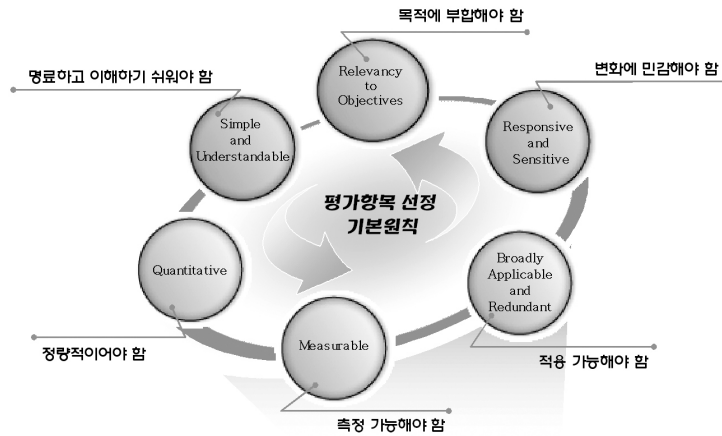 목적에 부합해야 함
Relevancy
to
Objectives
변화에 민감해야 함
Responsive
and
Sensitive
명료하고 이해하기 쉬워야 함
Simple
and
Understandable
평가항목 선정
기본원칙
Quantitative
정량적이어야 함
Broadly
Applicable
and
Redundant
적용 가능해야 함
Measurable
측정 가능해야 함